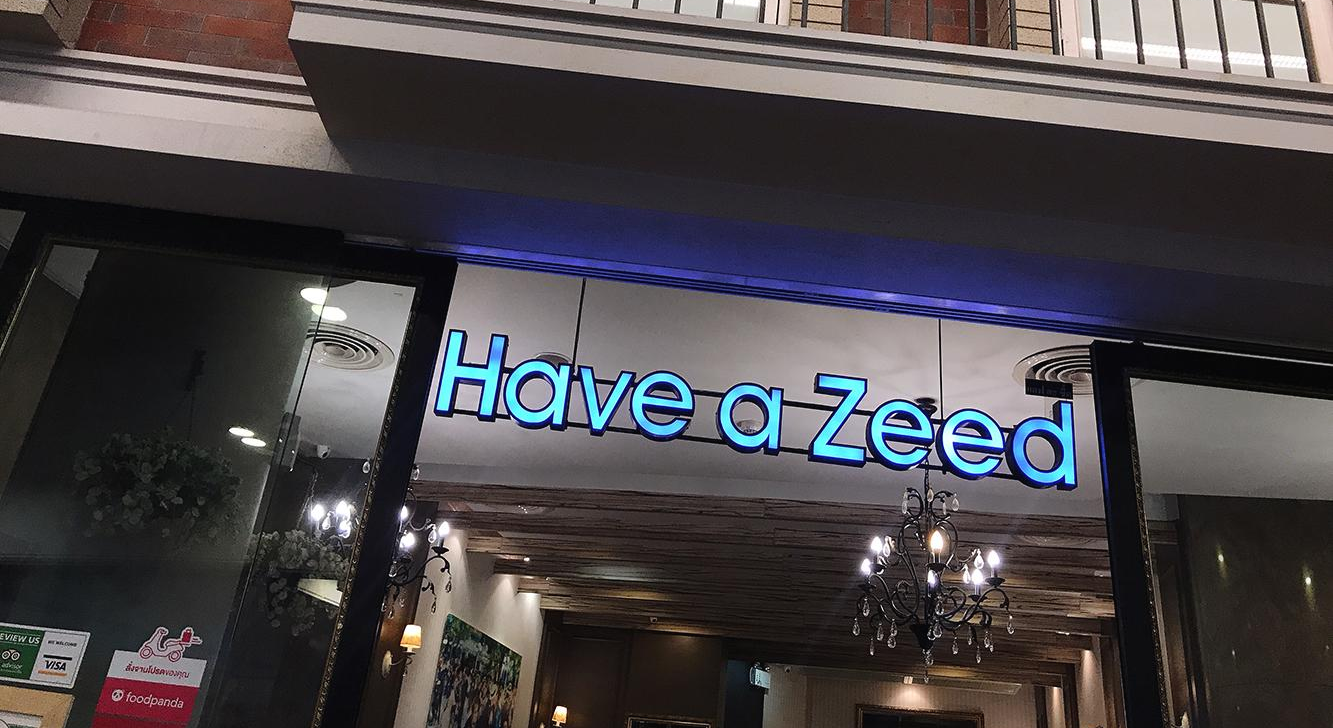 Have a Zeed
EVIEW US
advisor
WE WELCOME
VISA
สั่งจานโปรดของคุณ
foodpanda